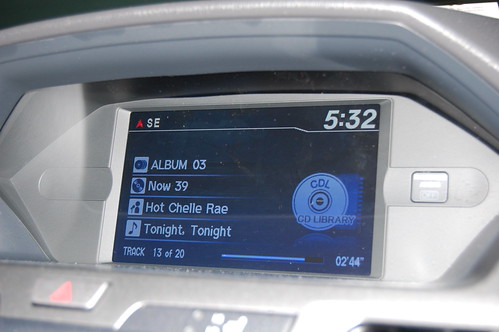 SE 5:32
ALBUM 03
Now 39
Hot Chelle Rae
Tonight, Tonight
CDL
CD LIBRARY
TRACK 13 of 20 02'44"